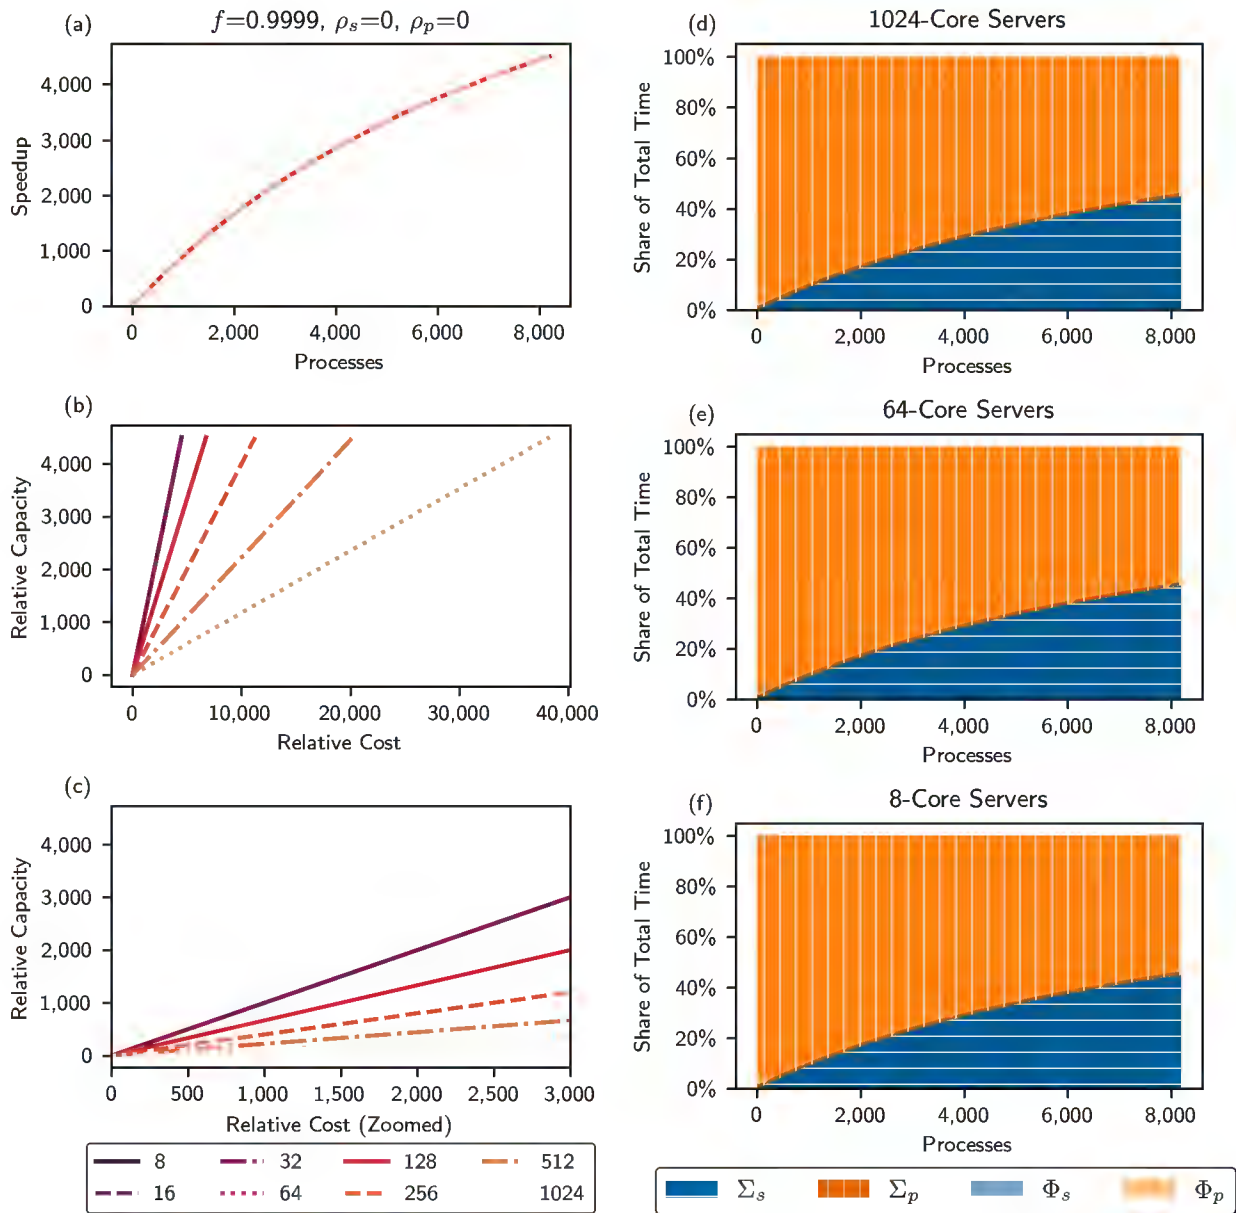 (a)
f=0.9999, ρₛ=0, ρₚ=0
4,000
3,000
2,000
1,000
0
Speedup
0 2,000 4,000 6,000 8,000
Processes
(b)
4,000
3,000
2,000
1,000
0
Relative Capacity
0 10,000 20,000 30,000 40,000
Relative Cost
(c)
4,000
3,000
2,000
1,000
0
Relative Capacity
0 500 1,000 1,500 2,000 2,500 3,000
Relative Cost (Zoomed)
8 32 128 512
16 64 256 1024
(d)
1024-Core Servers
100%
80%
60%
40%
20%
0%
Share of Total Time
0 2,000 4,000 6,000 8,000
Processes
(e)
64-Core Servers
100%
80%
60%
40%
20%
0%
Share of Total Time
0 2,000 4,000 6,000 8,000
Processes
(f)
8-Core Servers
100%
80%
60%
40%
20%
0%
Share of Total Time
0 2,000 4,000 6,000 8,000
Processes
Σₛ Σₚ Φₛ Φₚ